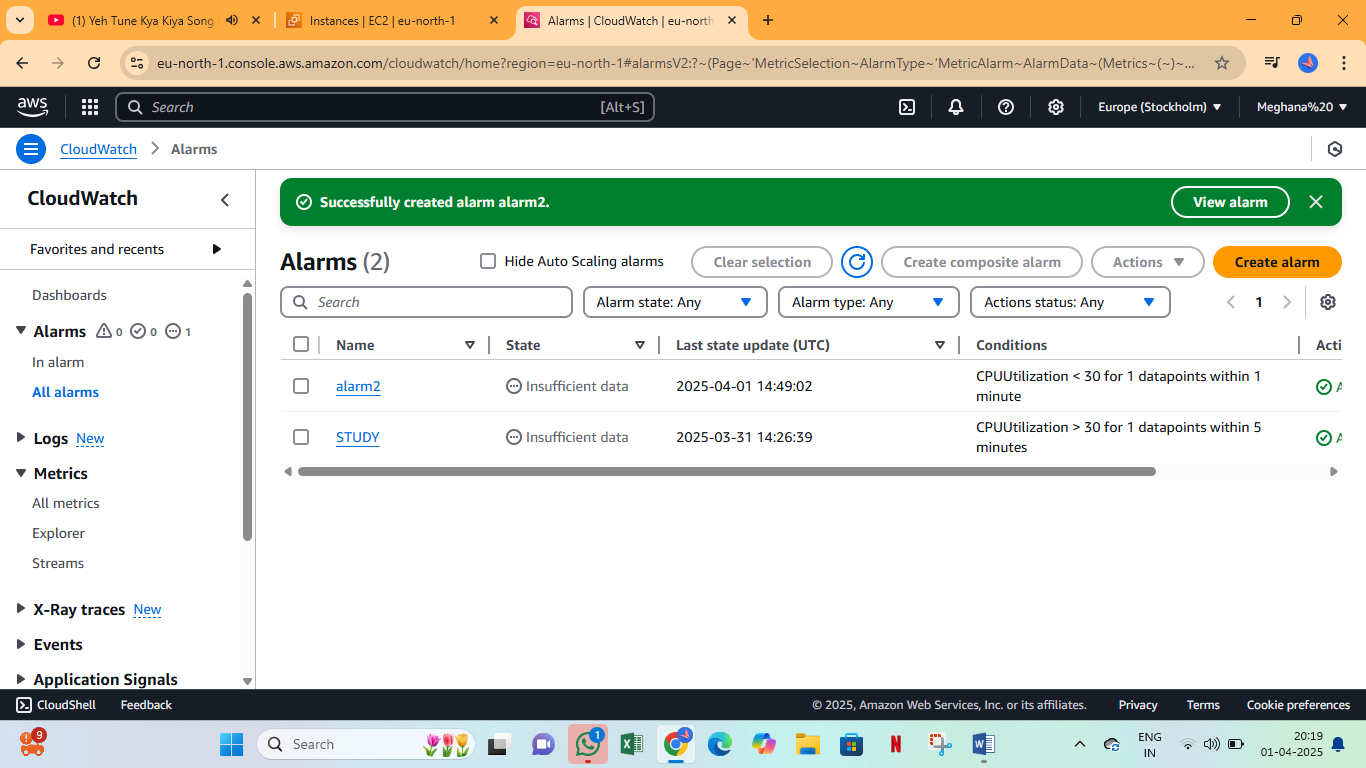 (1) Yeh Tune Kya Kiya Song
Instances | EC2 | eu-north-1
Alarms | CloudWatch | eu-north
eu-north-1.console.aws.amazon.com/cloudwatch/home?region=eu-north-1#alarmsV2:?~(Page~'MetricSelection~AlarmType~'MetricAlarm~AlarmData~(Metrics~(~)~...
aws
Search [Alt+S]
Europe (Stockholm)
Meghana%20
CloudWatch
Alarms
CloudWatch
Favorites and recents
Dashboards
Alarms 0 0 1
In alarm
All alarms
Logs New
Metrics
All metrics
Explorer
Streams
X-Ray traces New
Events
Application Signals
Successfully created alarm alarm2.
View alarm
Alarms (2)
Hide Auto Scaling alarms
Clear selection
Create composite alarm
Actions
Create alarm
Search
Alarm state: Any
Alarm type: Any
Actions status: Any
1
Name State Last state update (UTC) Conditions Acti
alarm2 Insufficient data 2025-04-01 14:49:02 CPUUtilization < 30 for 1 datapoints within 1
minute
A
STUDY Insufficient data 2025-03-31 14:26:39 CPUUtilization > 30 for 1 datapoints within 5
minutes
A
CloudShell Feedback © 2025, Amazon Web Services, Inc. or its affiliates. Privacy Terms Cookie preferences
9
Search
1
N
ENG
IN
20:19
01-04-2025